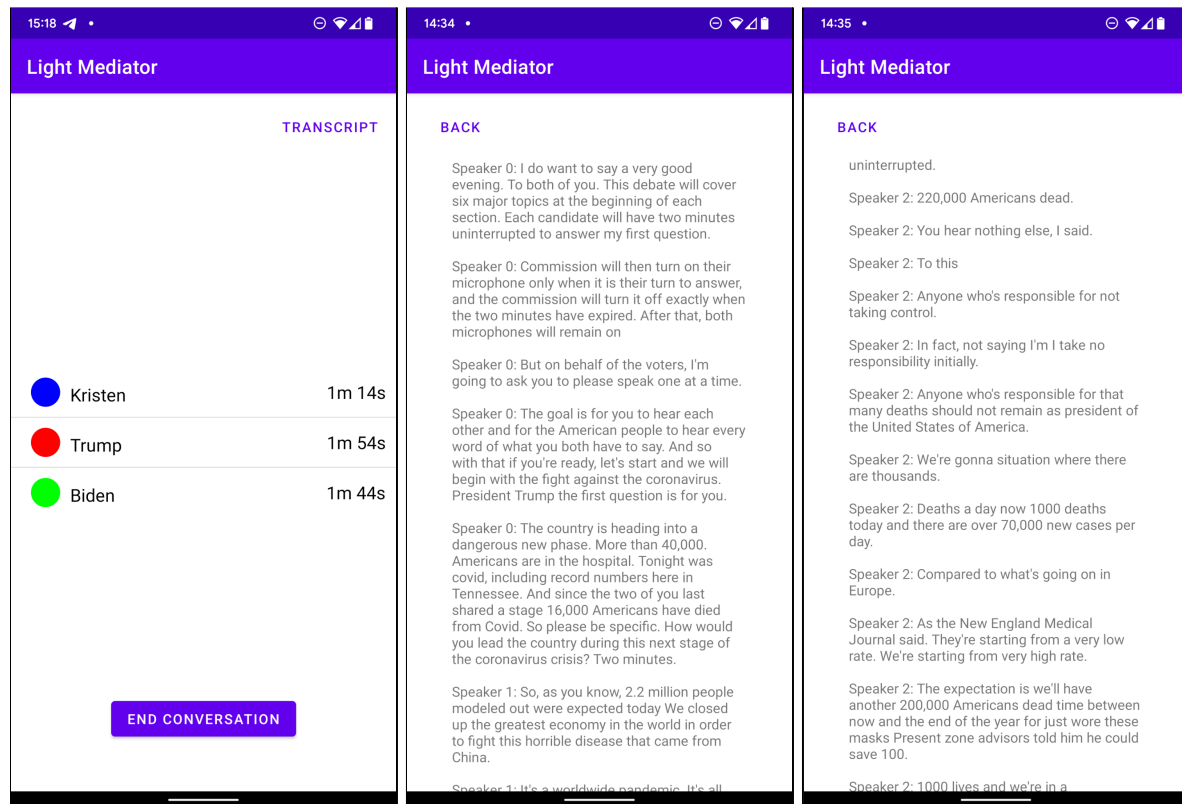 15:18
Light Mediator
TRANSCRIPT
Kristen 1m 14s
Trump 1m 54s
Biden 1m 44s
END CONVERSATION
14:34
Light Mediator
BACK
Speaker 0: I do want to say a very good
evening. To both of you. This debate will cover
six major topics at the beginning of each
section. Each candidate will have two minutes
uninterrupted to answer my first question.
Speaker 0: Commission will then turn on their
microphone only when it is their turn to answer,
and the commission will turn it off exactly when
the two minutes have expired. After that, both
microphones will remain on
Speaker 0: But on behalf of the voters, I'm
going to ask you to please speak one at a time.
Speaker 0: The goal is for you to hear each
other and for the American people to hear every
word of what you both have to say. And so
with that if you're ready, let's start and we will
begin with the fight against the coronavirus.
President Trump the first question is for you.
Speaker 0: The country is heading into a
dangerous new phase. More than 40,000.
Americans are in the hospital. Tonight was
covid, including record numbers here in
Tennessee. And since the two of you last
shared a stage 16,000 Americans have died
from Covid. So please be specific. How would
you lead the country during this next stage of
the coronavirus crisis? Two minutes.
Speaker 1: So, as you know, 2.2 million people
modeled out were expected today We closed
up the greatest economy in the world in order
to fight this horrible disease that came from
China.
Speaker 1: It's a worldwide pandemic. It's all
14:35
Light Mediator
BACK
uninterrupted.
Speaker 2: 220,000 Americans dead.
Speaker 2: You hear nothing else, I said.
Speaker 2: To this
Speaker 2: Anyone who's responsible for not
taking control.
Speaker 2: In fact, not saying I'm I take no
responsibility initially.
Speaker 2: Anyone who's responsible for that
many deaths should not remain as president of
the United States of America.
Speaker 2: We're gonna situation where there
are thousands.
Speaker 2: Deaths a day now 1000 deaths
today and there are over 70,000 new cases per
day.
Speaker 2: Compared to what's going on in
Europe.
Speaker 2: As the New England Medical
Journal said. They're starting from a very low
rate. We're starting from very high rate.
Speaker 2: The expectation is we'll have
another 200,000 Americans dead time between
now and the end of the year for just wore these
masks Present zone advisors told him he could
save 100.
Speaker 2: 1000 lives and we're in a